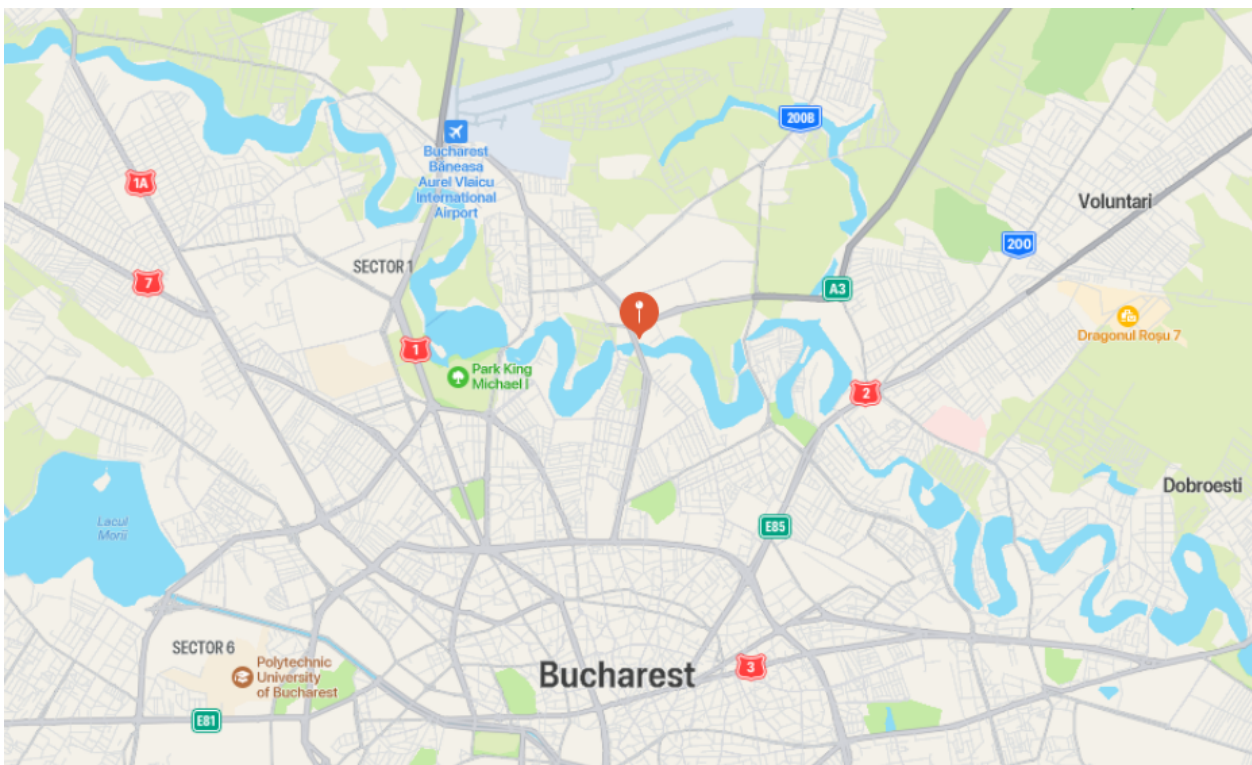 200B
Bucharest
Băneasa
Aurel Vlaicu
International
Airport
1A
Voluntari
200
SECTOR 1
7
A3
Dragonul Roșu 7
1
Park King
Michael I
2
Dobroesti
Lacul
Morii
E85
SECTOR 6
Polytechnic
University
of Bucharest
Bucharest
3
E81